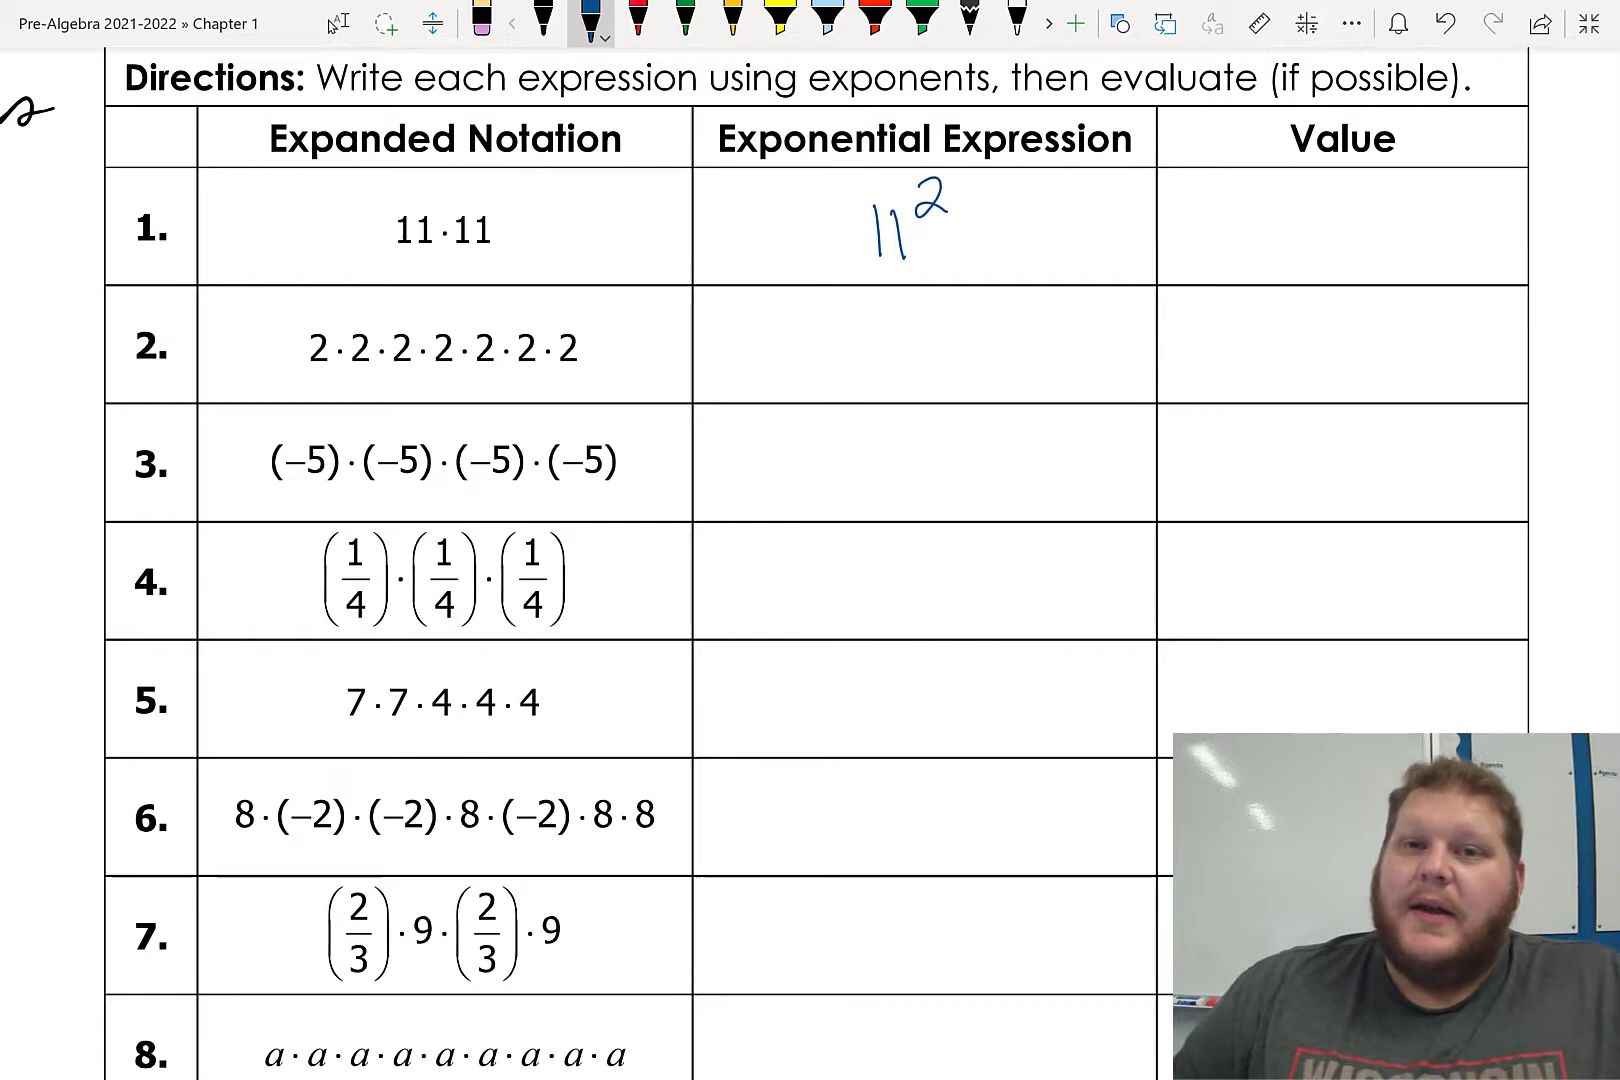 Pre-Algebra 2021-2022 » Chapter 1
Directions: Write each expression using exponents, then evaluate (if possible).
Expanded Notation Exponential Expression Value
1. 11·11 11²
2. 2·2·2·2·2·2·2
3. (–5)·(–5)·(–5)·(–5)
4. (1/4)·(1/4)·(1/4)
5. 7·7·4·4·4
6. 8·(–2)·(–2)·8·(–2)·8·8
7. (2/3)·9·(2/3)·9
8. a·a·a·a·a·a·a·a·a
Agenda
Agenda
WISCONSIN